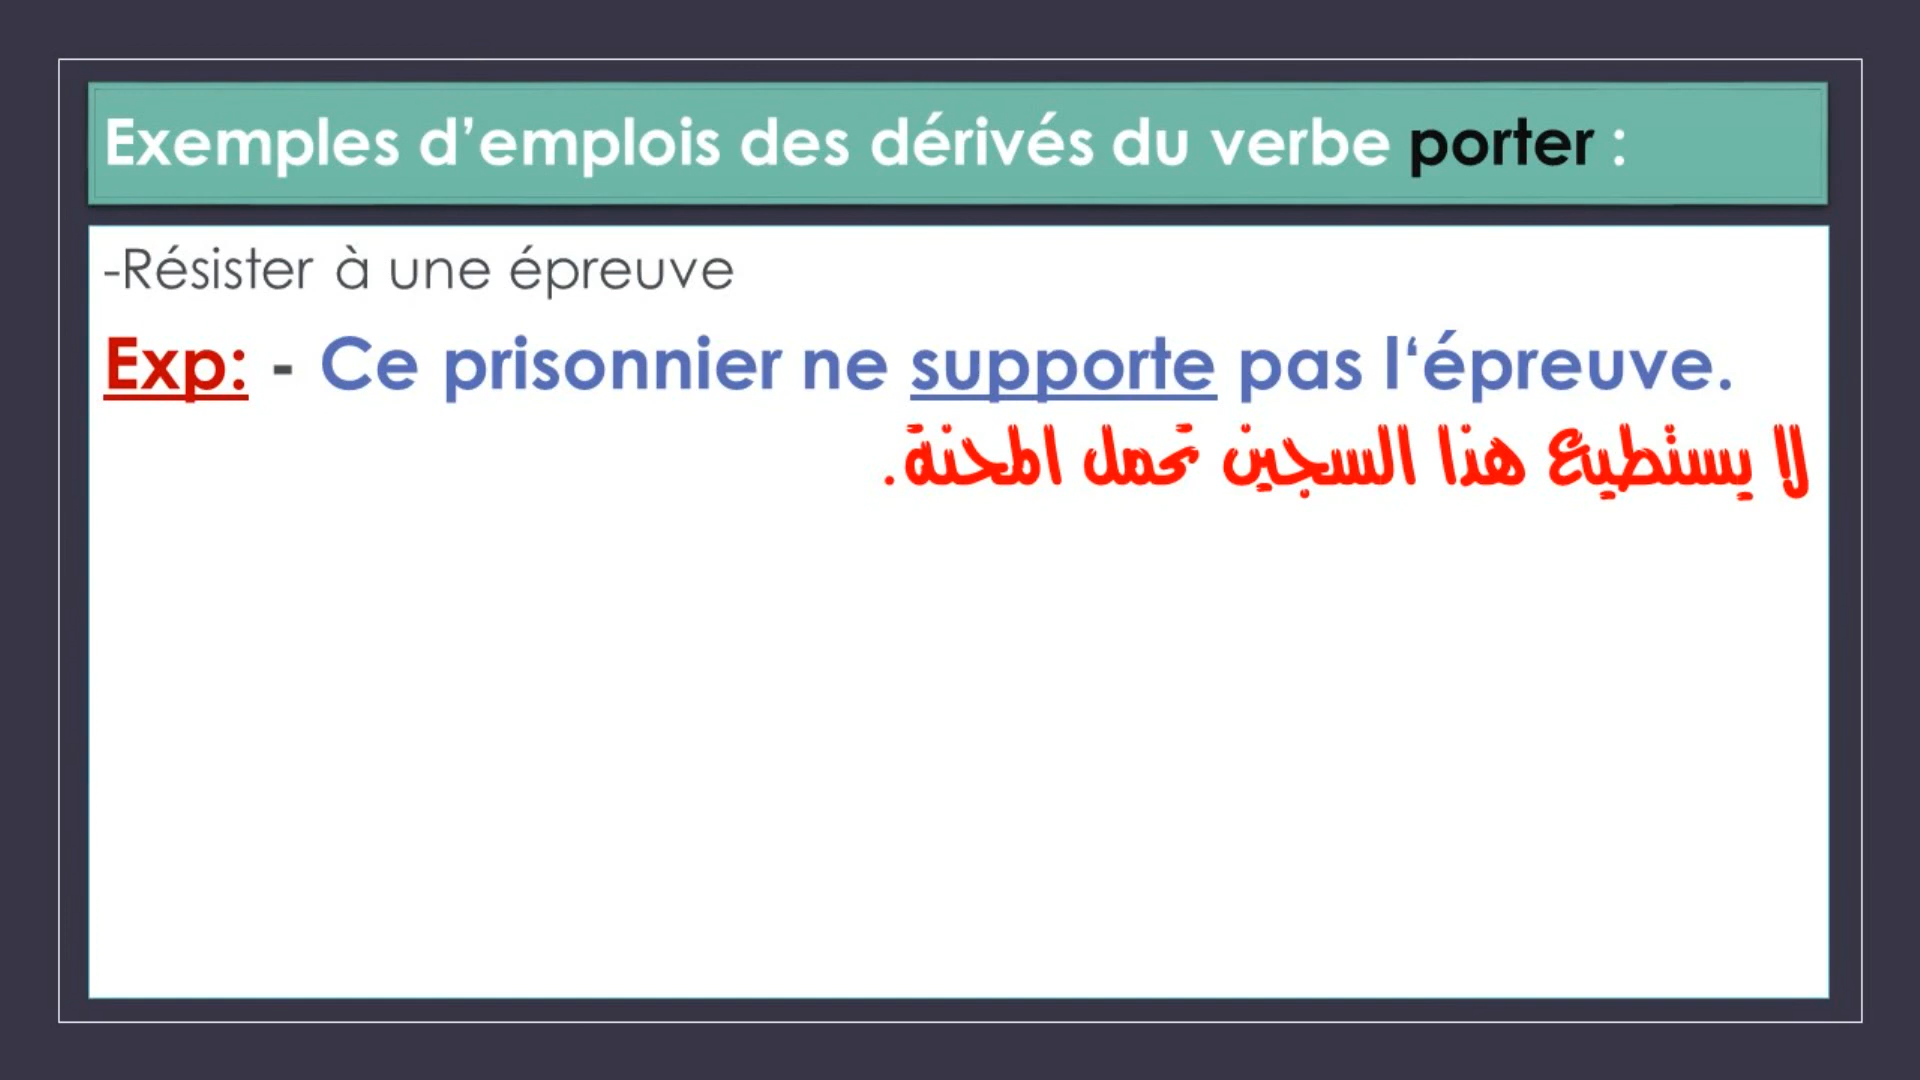 Exemples d’emplois des dérivés du verbe porter :
-Résister à une épreuve
Exp: - Ce prisonnier ne supporte pas l‘épreuve.
لا يستطيع هذا السجين تحمل المحنة.